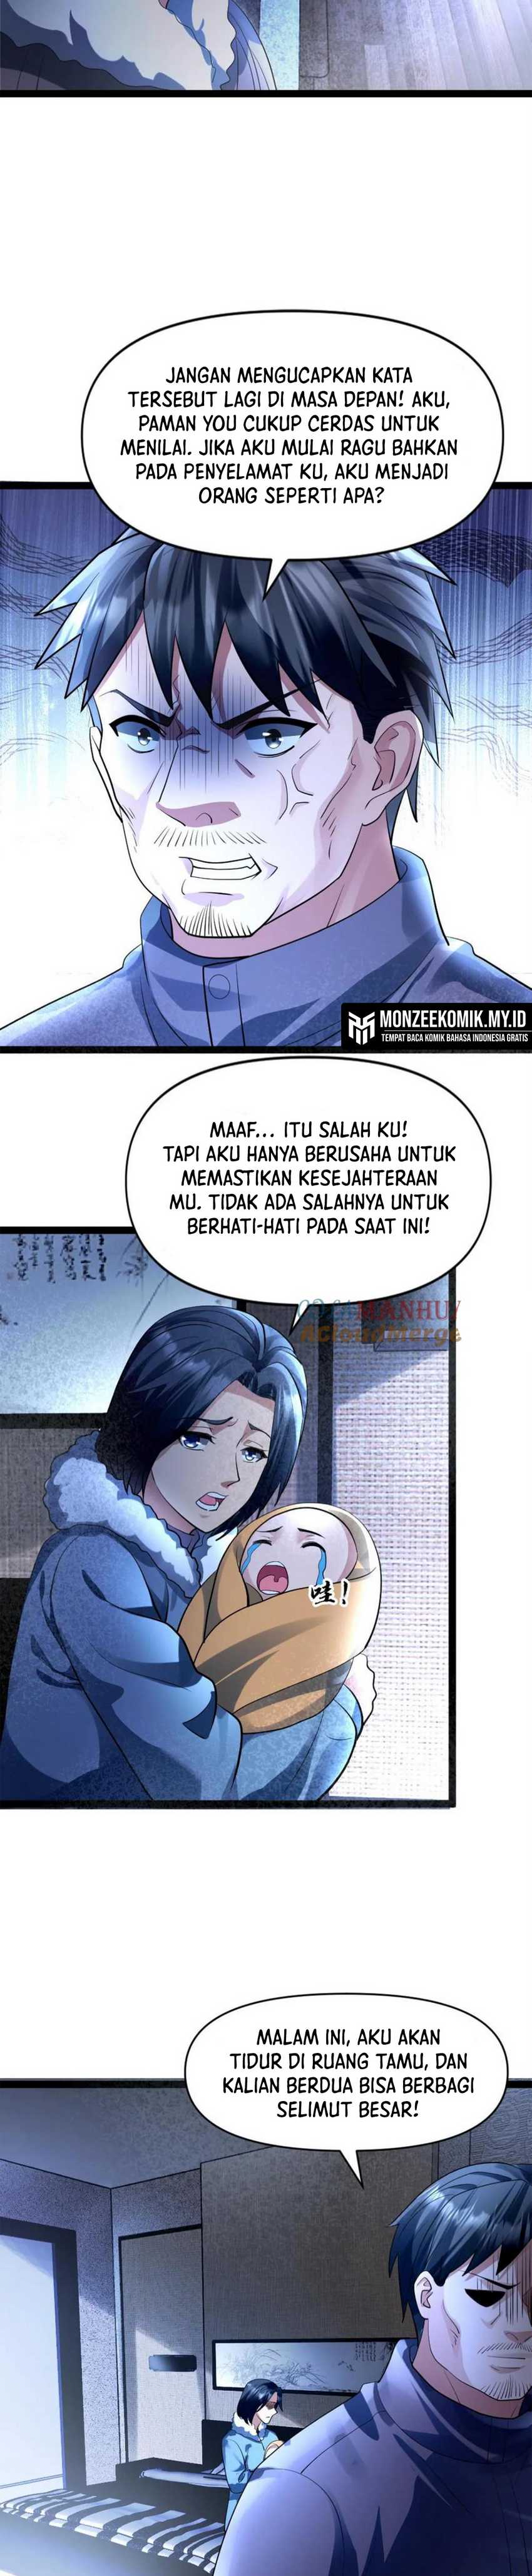 JANGAN MENGUCAPKAN KATA
TERSEBUT LAGI DI MASA DEPAN! AKU,
PAMAN YOU CUKUP CERDAS UNTUK
MENILAI. JIKA AKU MULAI RAGU BAHKAN
PADA PENYELAMAT KU, AKU MENJADI
ORANG SEPERTI APA?
MONZEEKOMIK.MY.ID
TEMPAT BACA KOMIK BAHASA INDONESIA GRATIS
MAAF... ITU SALAH KU!
TAPI AKU HANYA BERUSAHA UNTUK
MEMASTIKAN KESEJAHTERAAN
MU. TIDAK ADA SALAHNYA UNTUK
BERHATI-HATI PADA SAAT INI!
MANHUY
ACloudMerge
哇!
MALAM INI, AKU AKAN
TIDUR DI RUANG TAMU, DAN
KALIAN BERDUA BISA BERBAGI
SELIMUT BESAR!